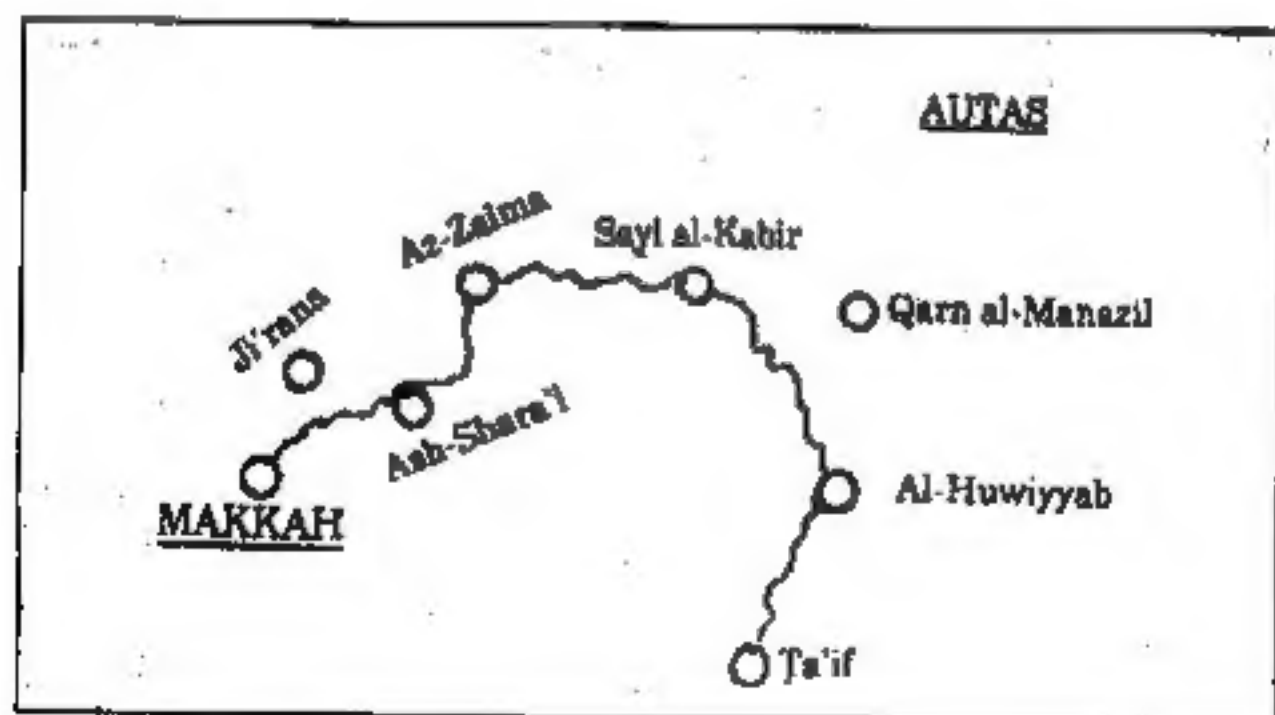 AUTAS
Az-Zaima
Sayl al-Kabir
Ji'rana
Qarn al-Manazil
Ash-Shara'i
MAKKAH
Al-Huwiyyah
Ta'if